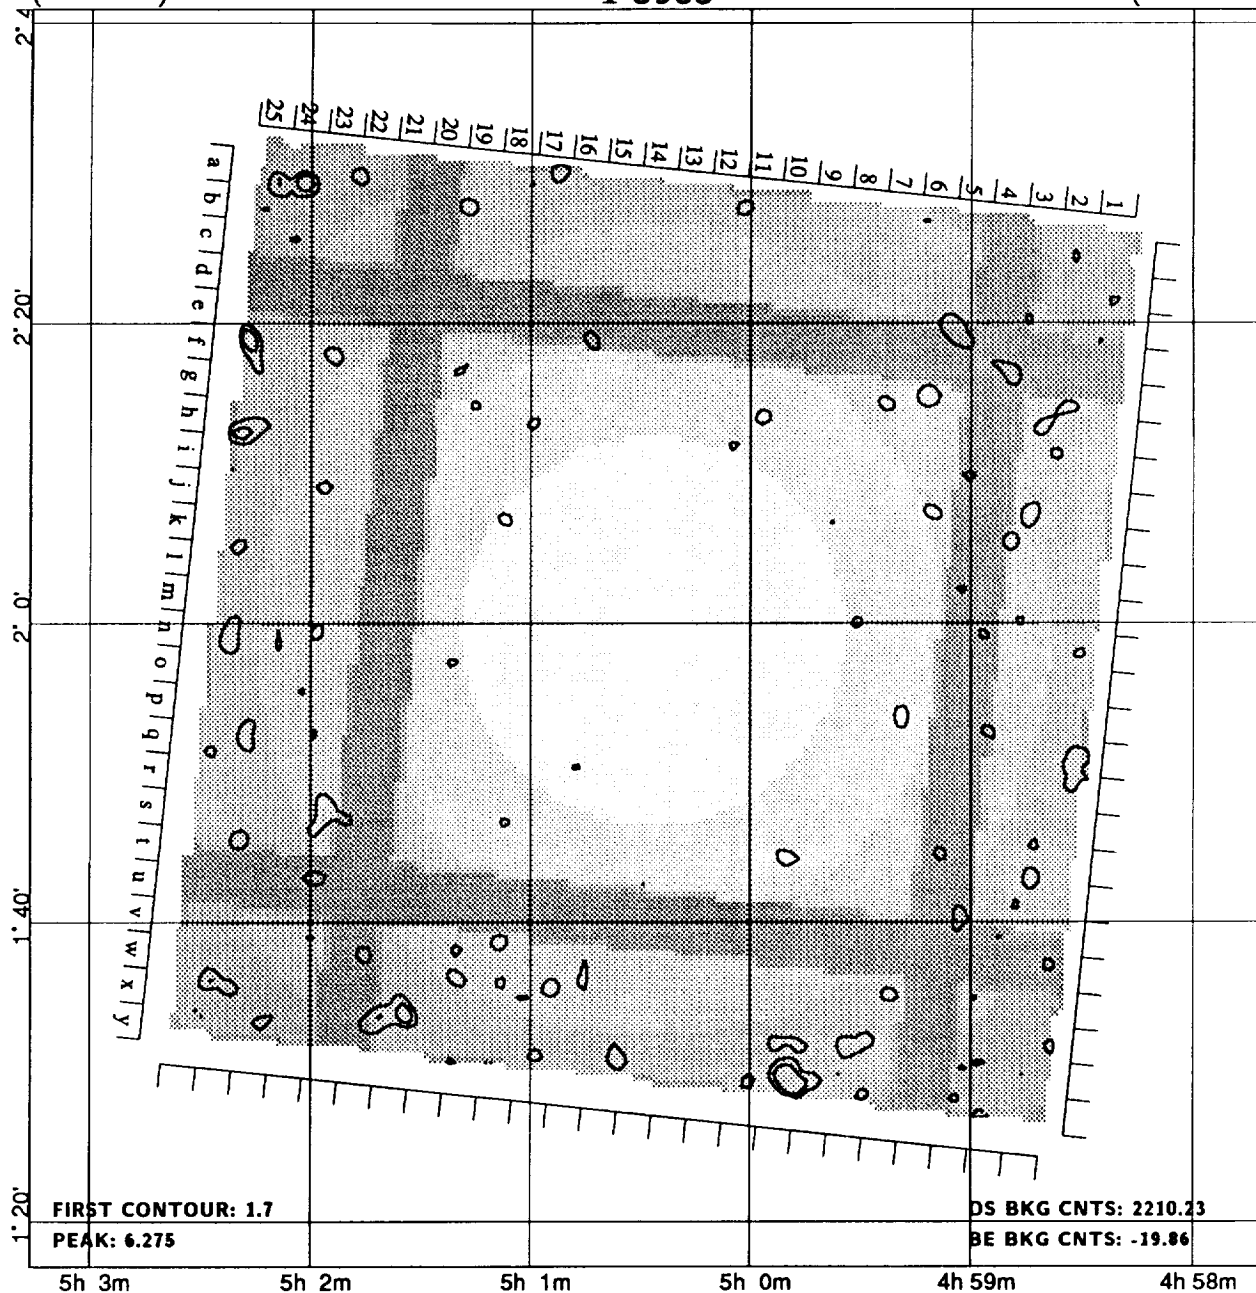 2° 4
25 24 23 22 21 20 19 18 17 16 15 14 13 12 11 10 9 8 7 6 5 4 3 2 1
a b c d e f g h i j k l m n o p q r s t u v w x y
2° 20'
2° 0'
1° 40'
1° 20'
FIRST CONTOUR: 1.7
PEAK: 6.275
DS BKG CNTS: 2210.23
BE BKG CNTS: -19.86
5h 3m 5h 2m 5h 1m 5h 0m 4h 59m 4h 58m